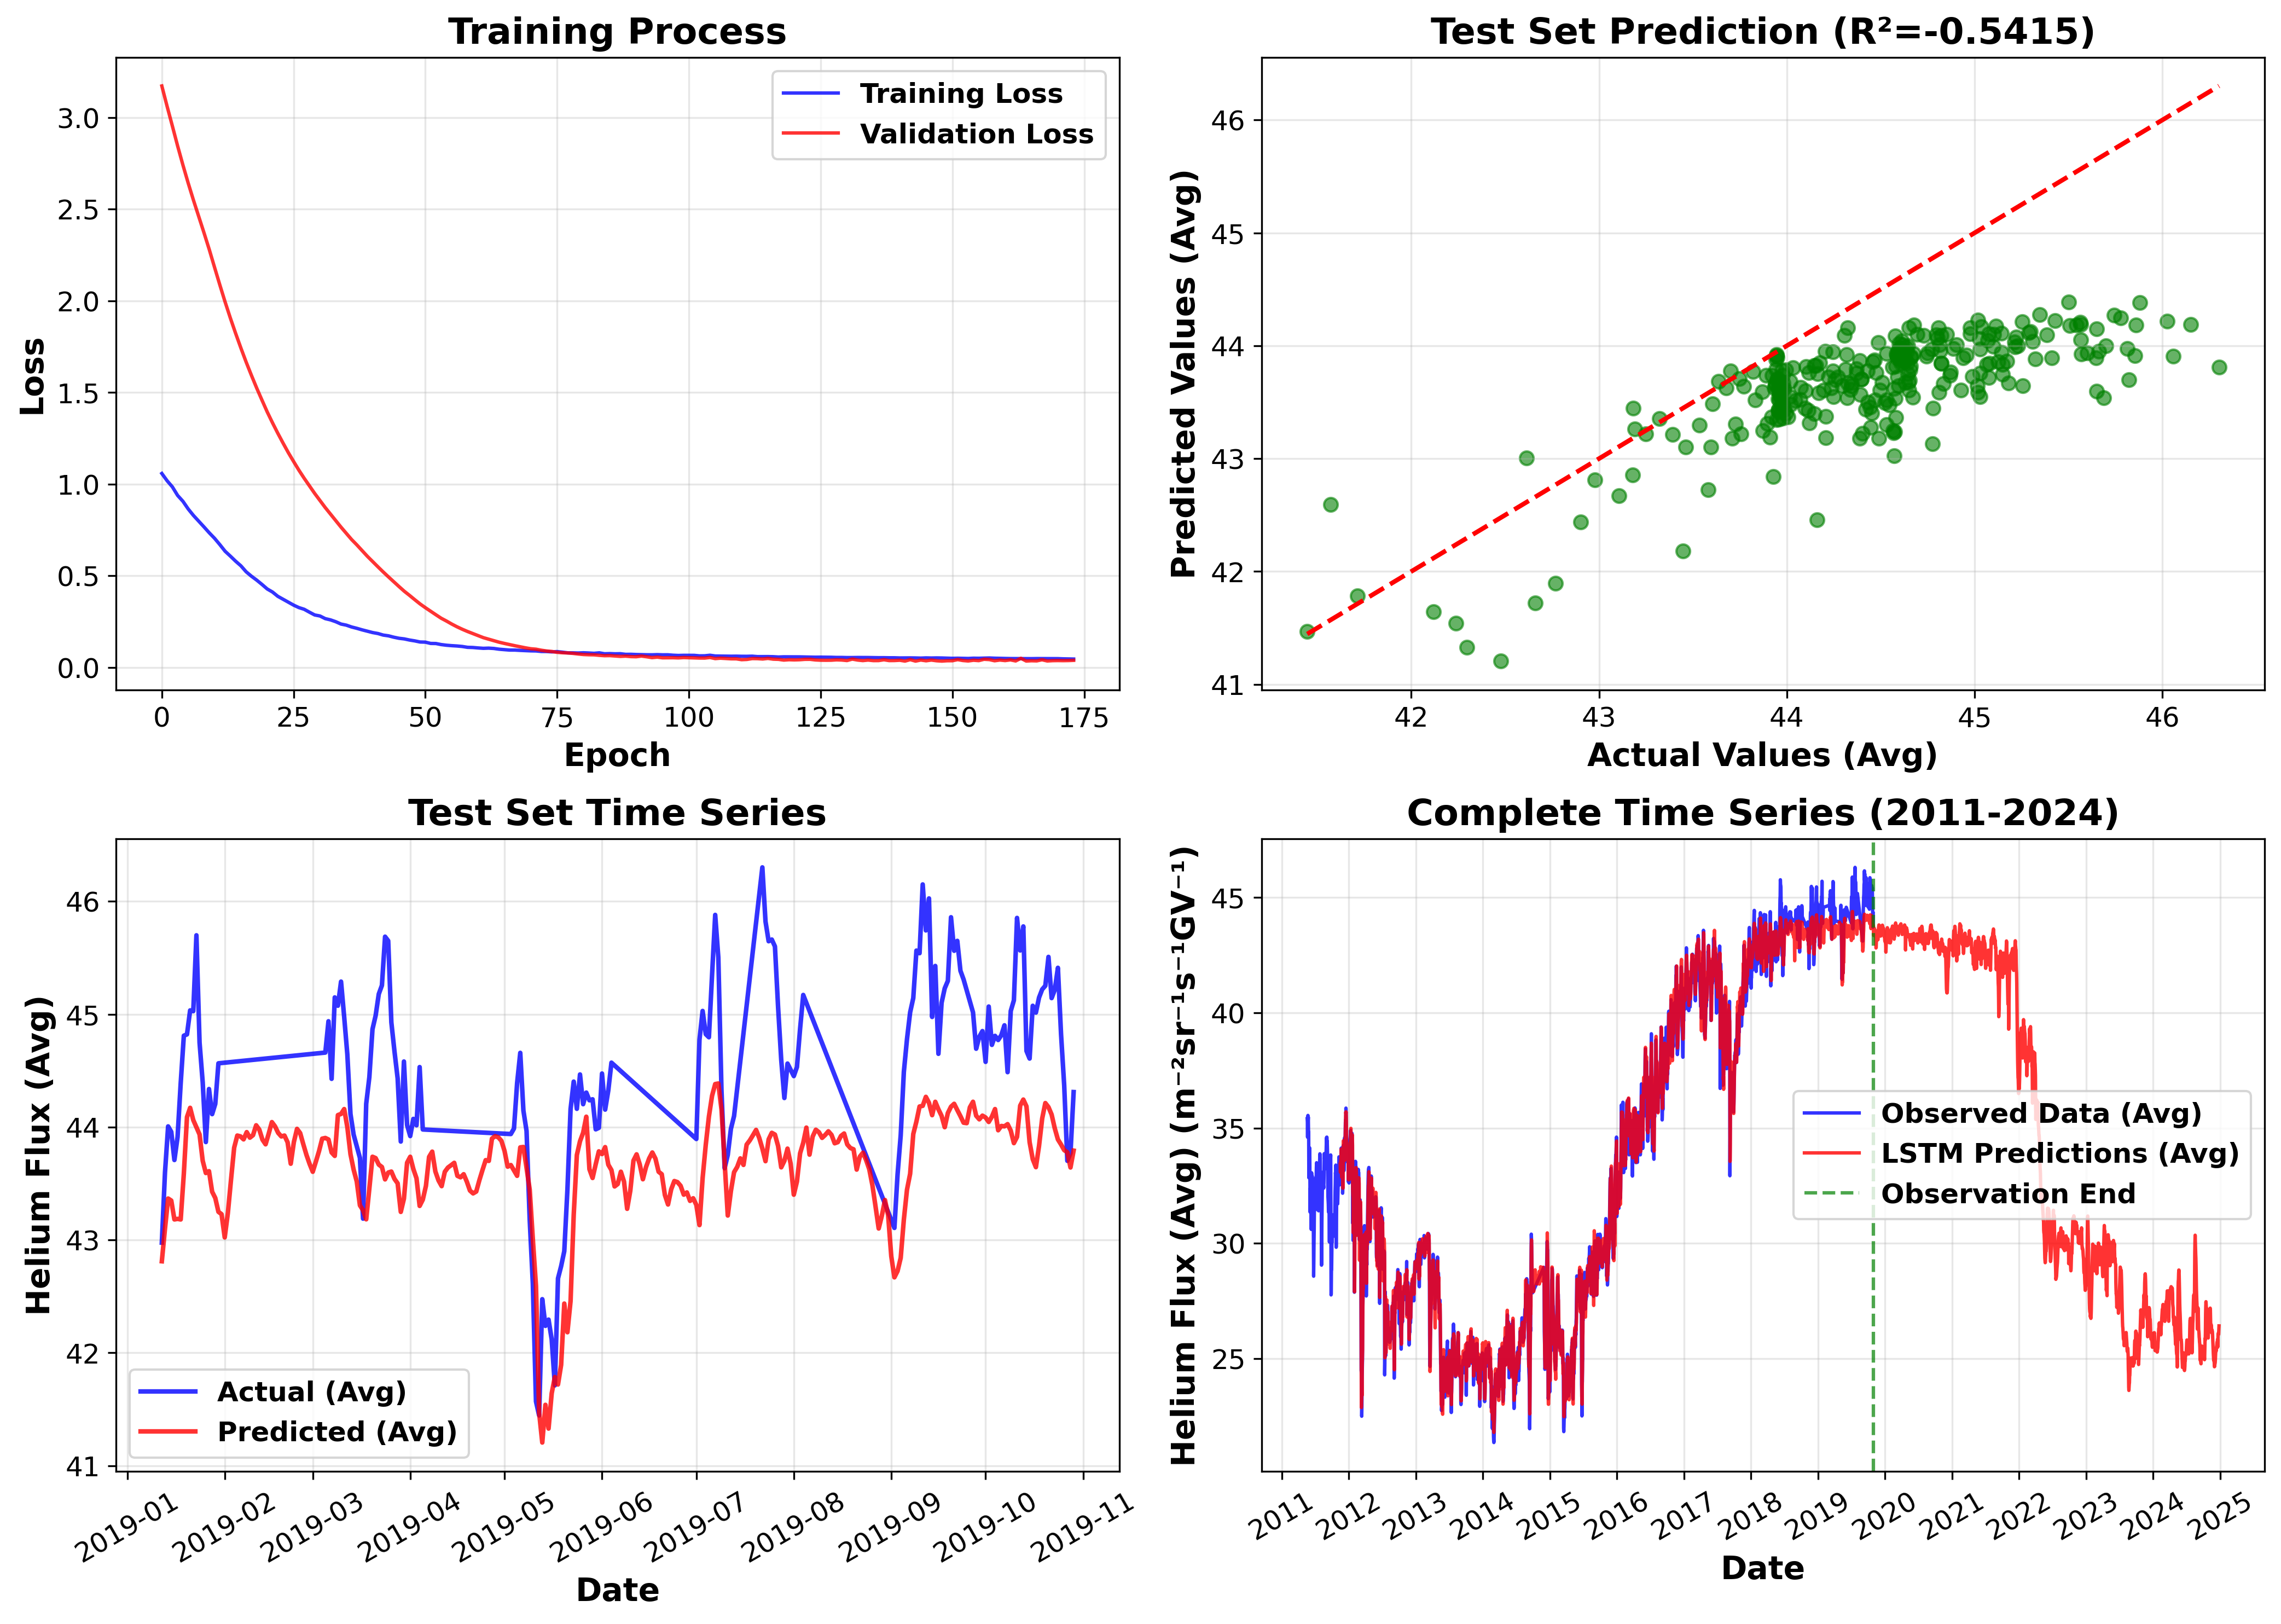 Training Process
Training Loss
Validation Loss
3.0
2.5
2.0
1.5
1.0
0.5
0.0
Loss
0 25 50 75 100 125 150 175
Epoch
Test Set Prediction (R²=-0.5415)
46
45
44
43
42
41
Predicted Values (Avg)
42 43 44 45 46
Actual Values (Avg)
Test Set Time Series
46
45
44
43
42
41
Helium Flux (Avg)
Actual (Avg)
Predicted (Avg)
2019-01 2019-02 2019-03 2019-04 2019-05 2019-06 2019-07 2019-08 2019-09 2019-10 2019-11
Date
Complete Time Series (2011-2024)
45
40
35
30
25
Helium Flux (Avg) (m⁻²sr⁻¹s⁻¹GV⁻¹)
Observed Data (Avg)
LSTM Predictions (Avg)
Observation End
2011 2012 2013 2014 2015 2016 2017 2018 2019 2020 2021 2022 2023 2024 2025
Date